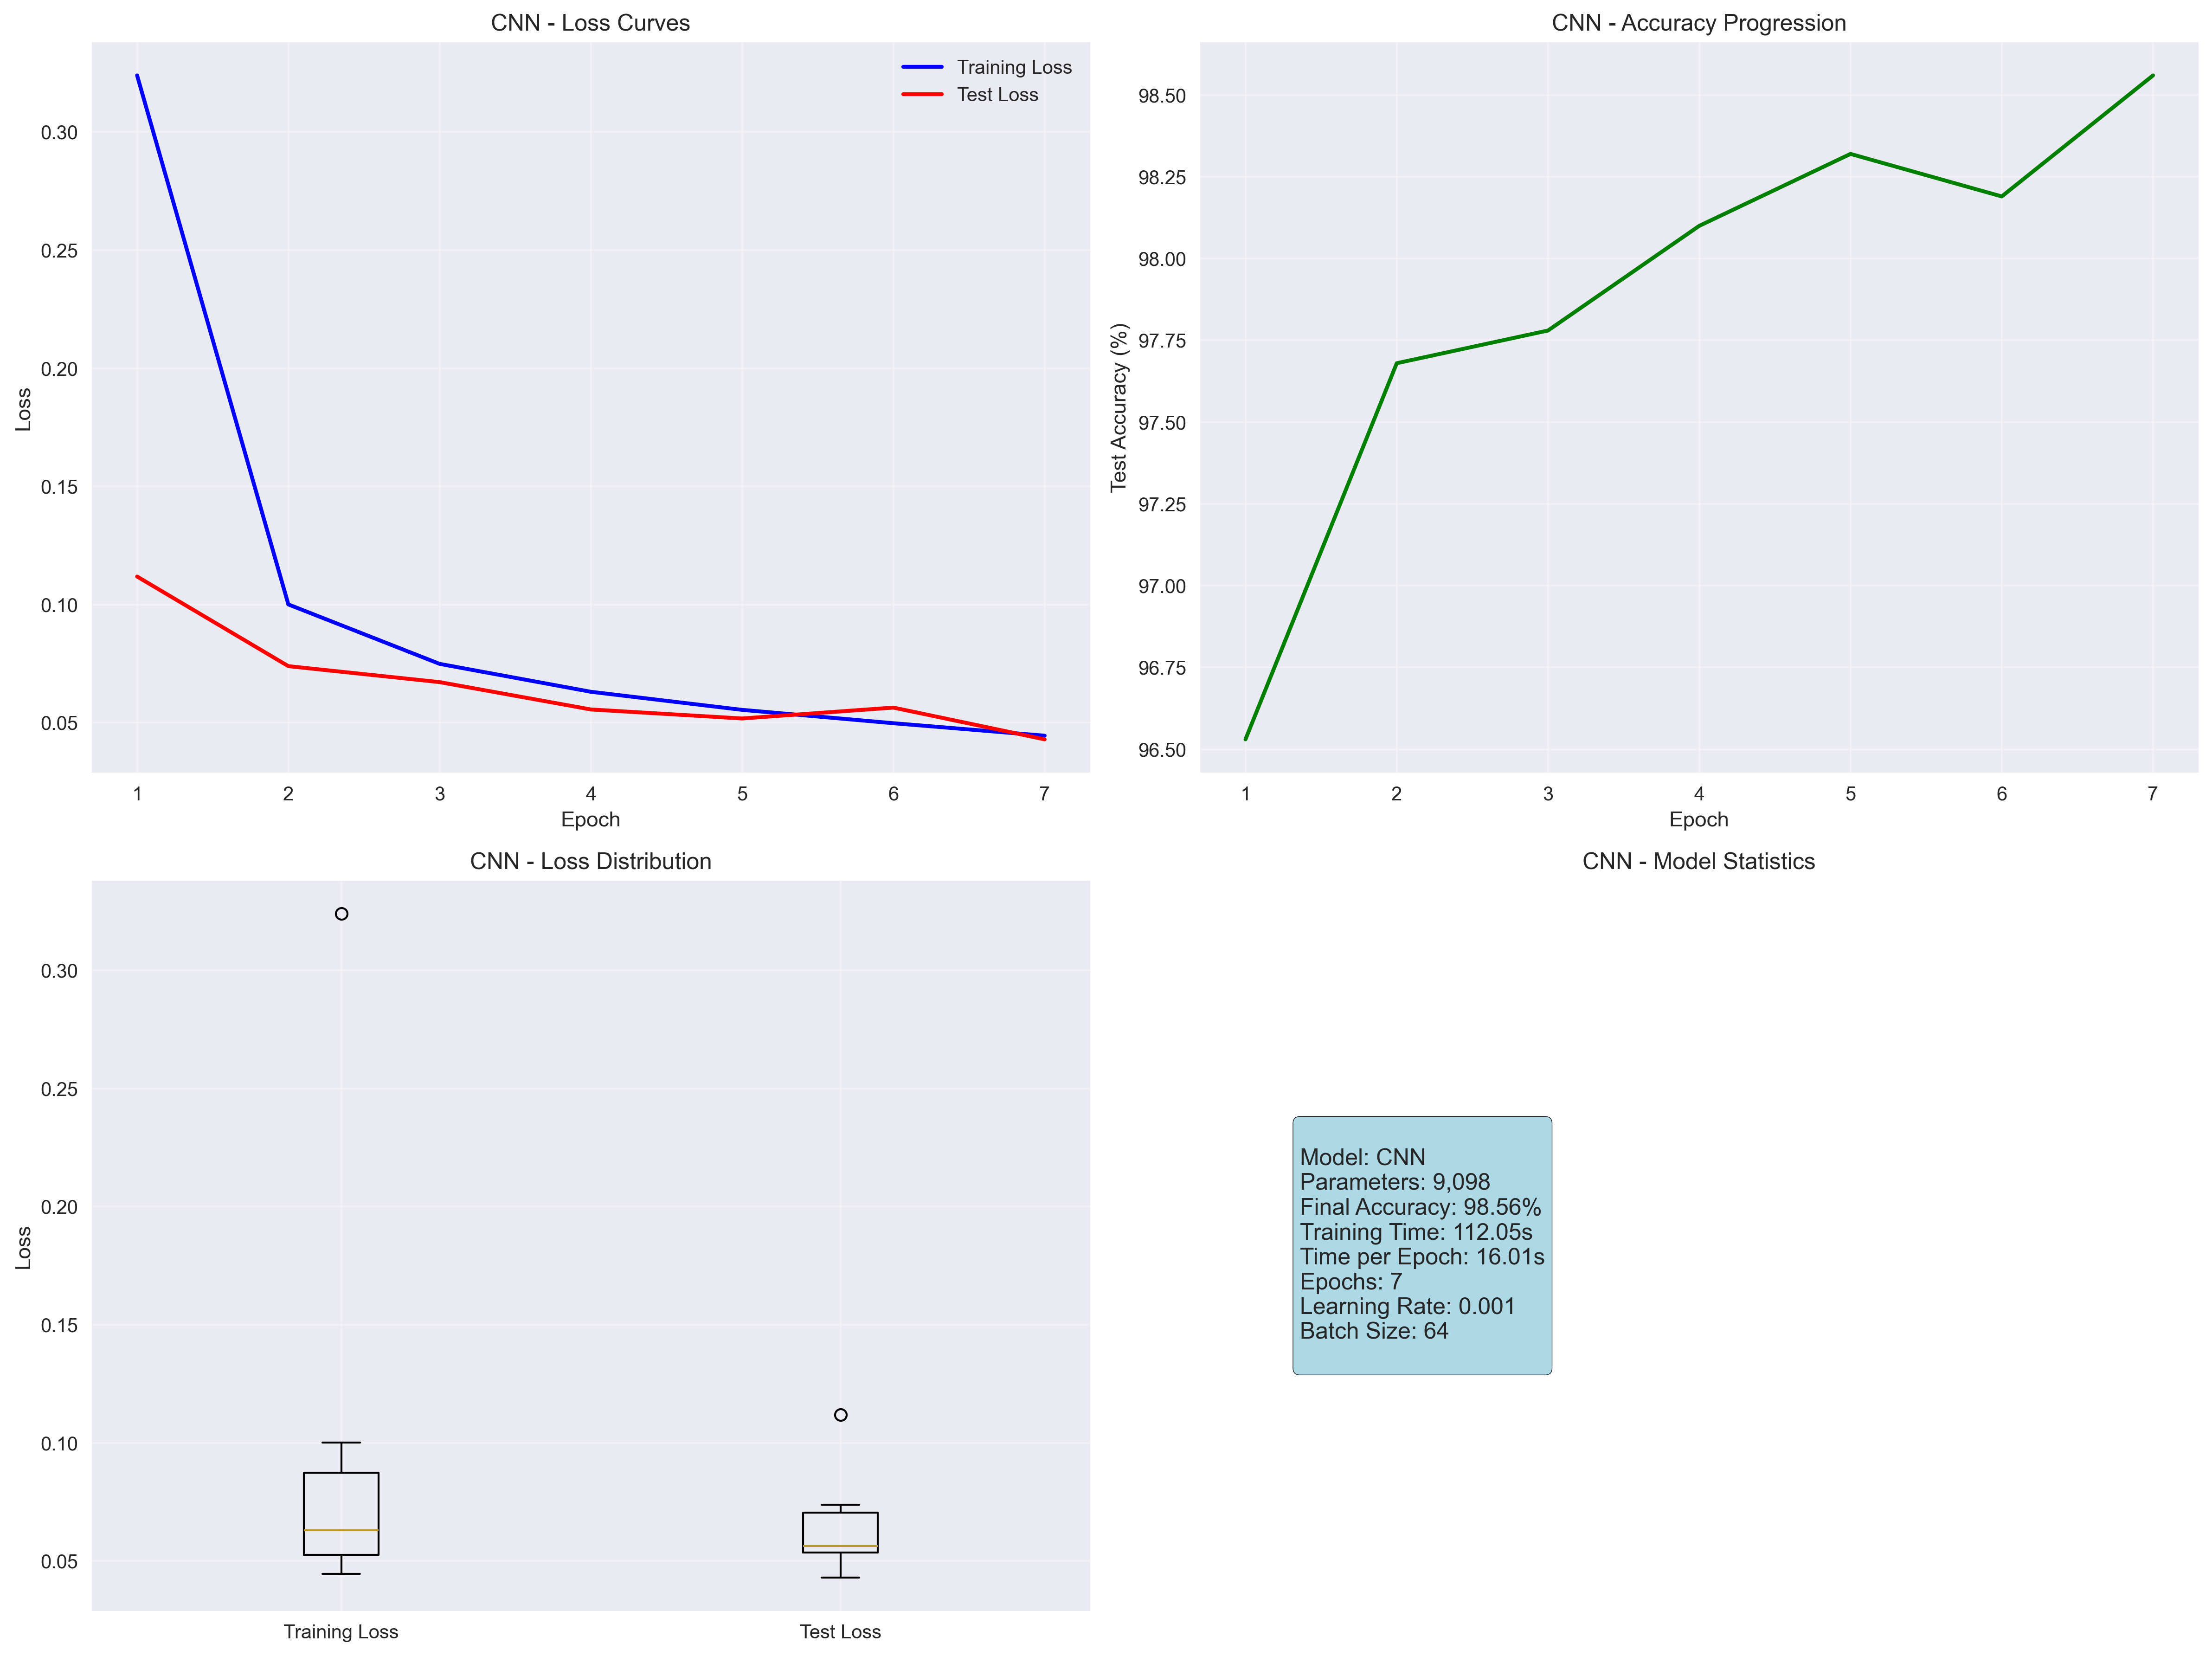 CNN - Loss Curves
Training Loss
Test Loss
0.30
0.25
0.20
0.15
0.10
0.05
Loss
1 2 3 4 5 6 7
Epoch
CNN - Accuracy Progression
98.50
98.25
98.00
97.75
97.50
97.25
97.00
96.75
96.50
Test Accuracy (%)
1 2 3 4 5 6 7
Epoch
CNN - Loss Distribution
0.30
0.25
0.20
0.15
0.10
0.05
Loss
Training Loss Test Loss
CNN - Model Statistics
Model: CNN
Parameters: 9,098
Final Accuracy: 98.56%
Training Time: 112.05s
Time per Epoch: 16.01s
Epochs: 7
Learning Rate: 0.001
Batch Size: 64